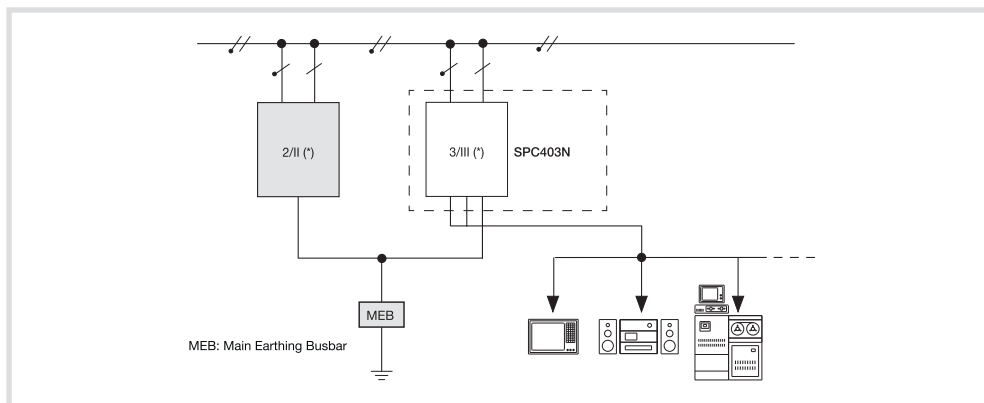 2/II (*)
3/III (*)
SPC403N
MEB
MEB: Main Earthing Busbar